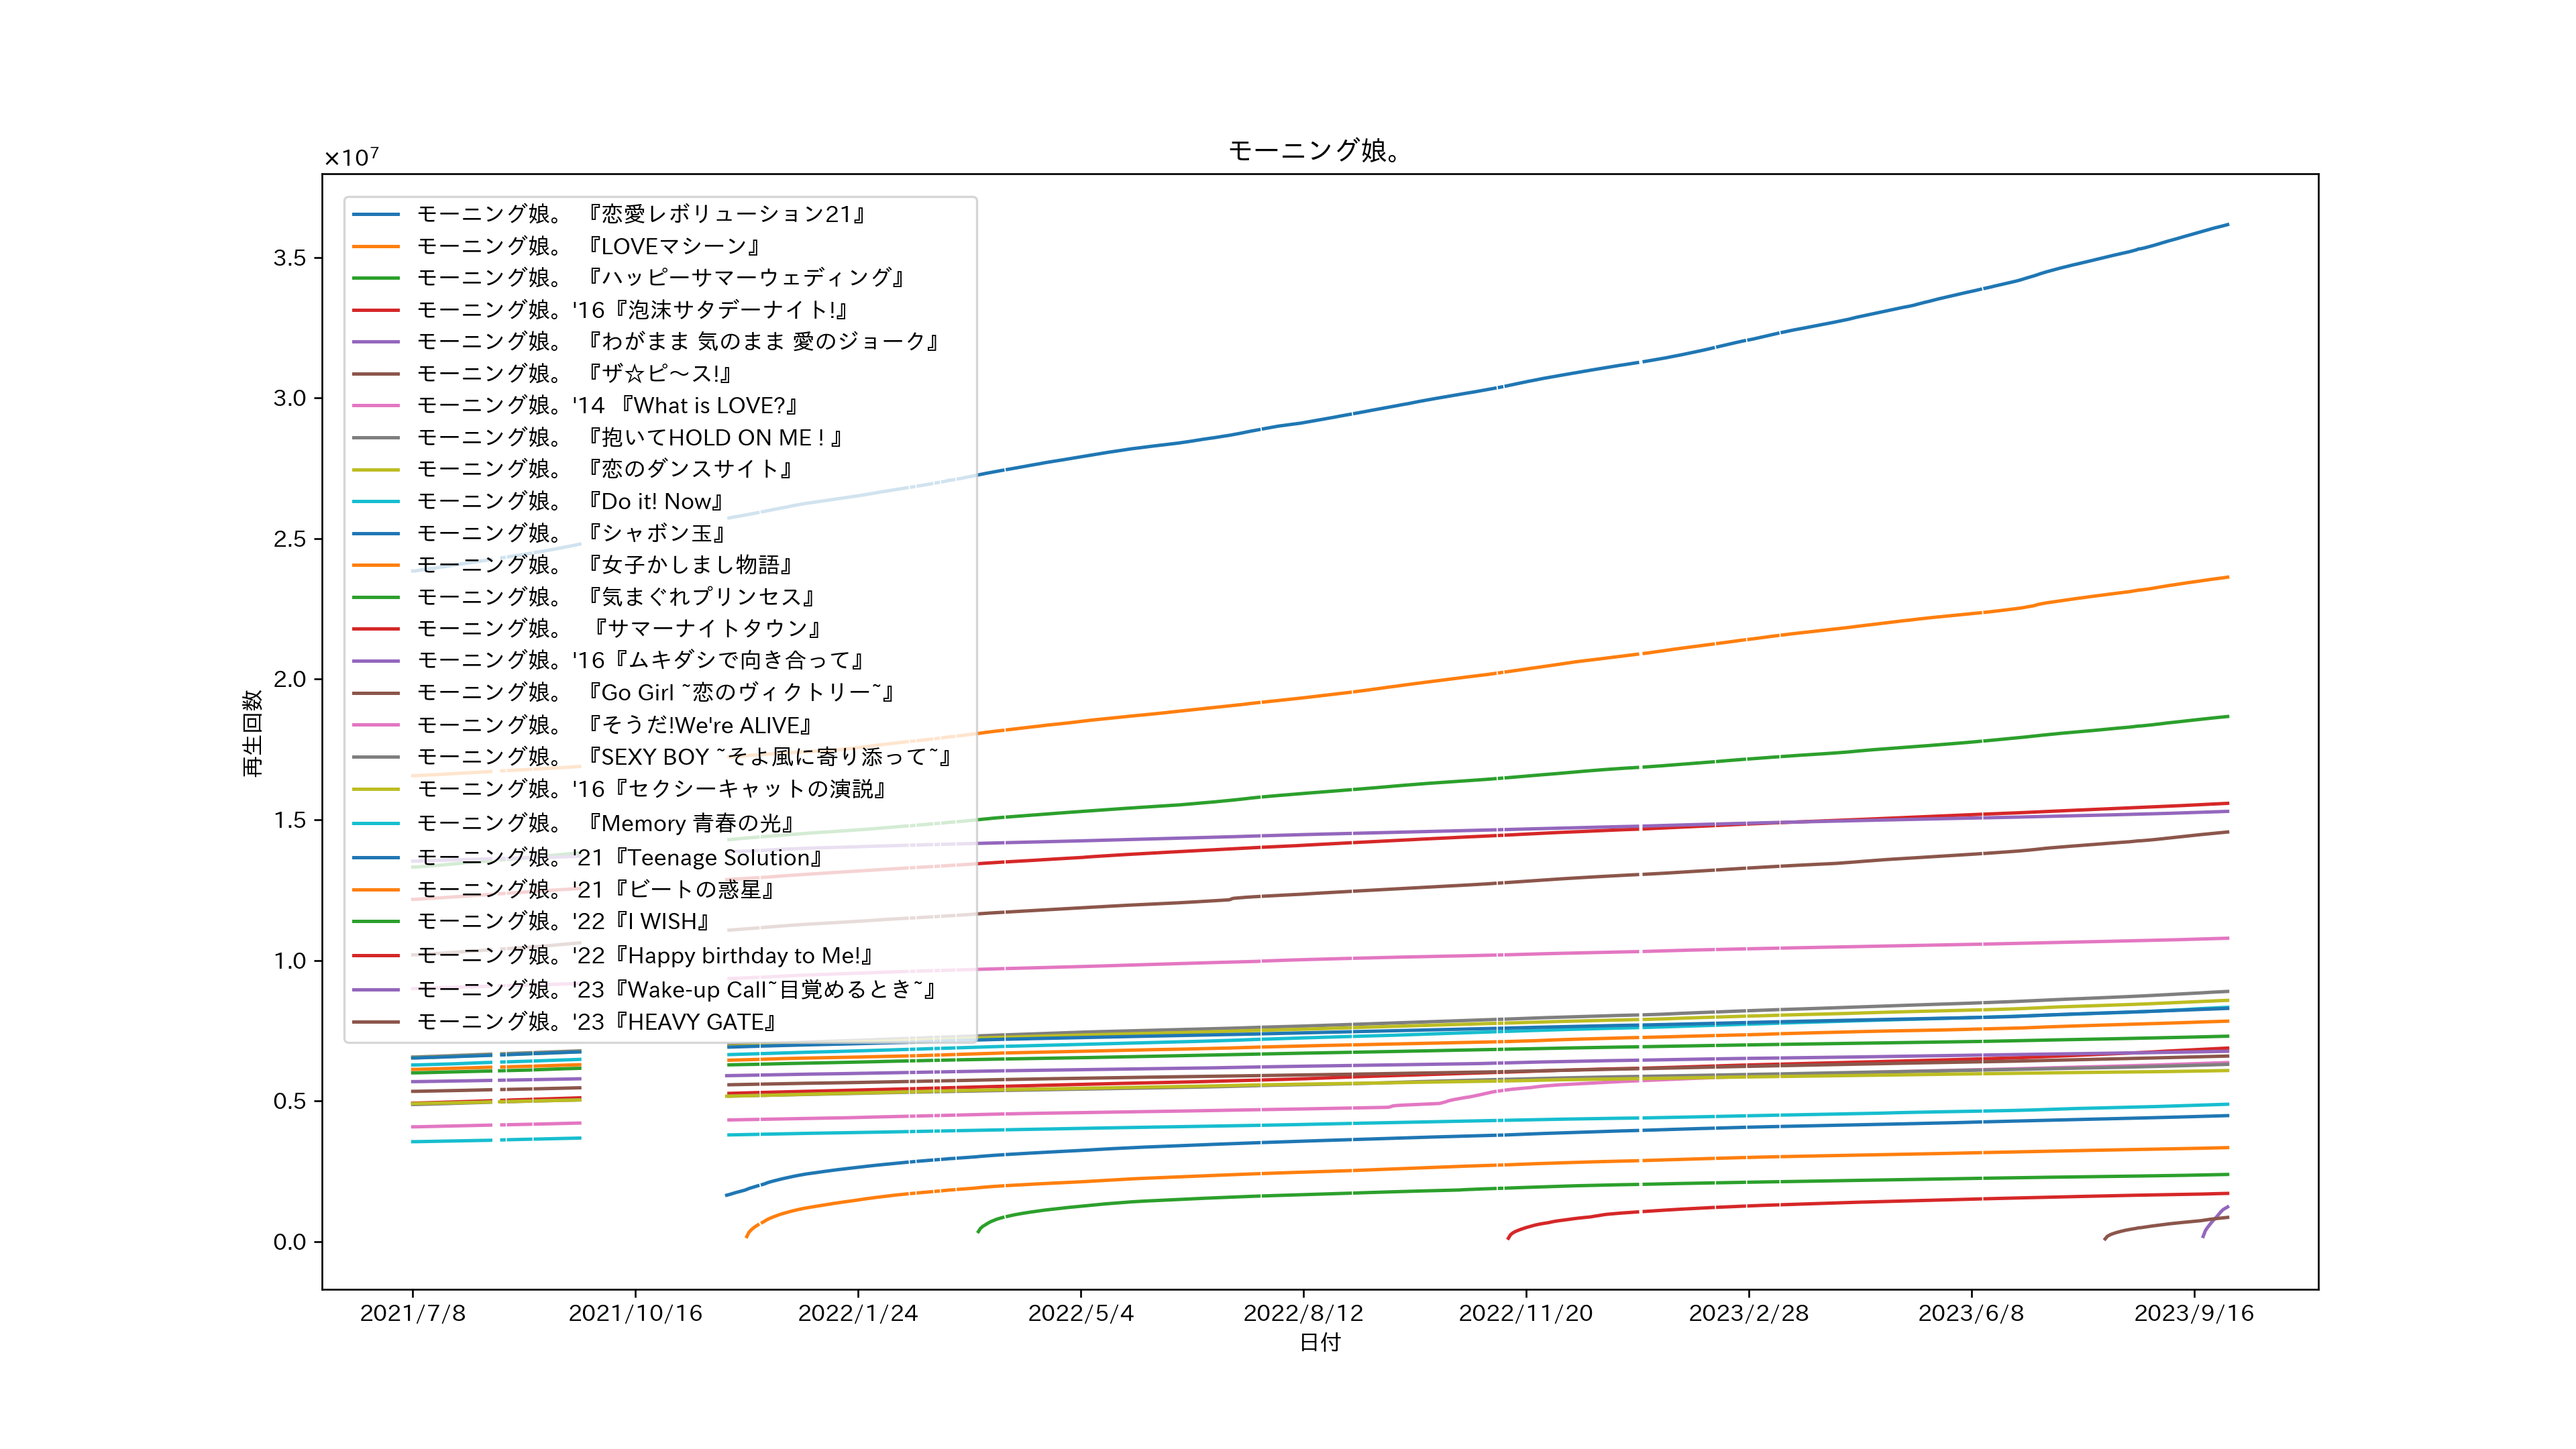 モーニング娘。
×10⁷
3.5
3.0
2.5
2.0
1.5
1.0
0.5
0.0
再生回数
モーニング娘。 『恋愛レボリューション21』
モーニング娘。 『LOVEマシーン』
モーニング娘。 『ハッピーサマーウェディング』
モーニング娘。'16『泡沫サタデーナイト!』
モーニング娘。 『わがまま 気のまま 愛のジョーク』
モーニング娘。 『ザ☆ピ〜ス!』
モーニング娘。'14 『What is LOVE?』
モーニング娘。 『抱いてHOLD ON ME ! 』
モーニング娘。 『恋のダンスサイト』
モーニング娘。 『Do it! Now』
モーニング娘。 『シャボン玉』
モーニング娘。 『女子かしまし物語』
モーニング娘。 『気まぐれプリンセス』
モーニング娘。 『サマーナイトタウン』
モーニング娘。'16『ムキダシで向き合って』
モーニング娘。 『Go Girl ~恋のヴィクトリー~』
モーニング娘。 『そうだ!We're ALIVE』
モーニング娘。 『SEXY BOY ~そよ風に寄り添って~』
モーニング娘。'16『セクシーキャットの演説』
モーニング娘。 『Memory 青春の光』
モーニング娘。'21『Teenage Solution』
モーニング娘。'21『ビートの惑星』
モーニング娘。'22『I WISH』
モーニング娘。'22『Happy birthday to Me!』
モーニング娘。'23『Wake-up Call~目覚めるとき~』
モーニング娘。'23『HEAVY GATE』
2021/7/8 2021/10/16 2022/1/24 2022/5/4 2022/8/12 2022/11/20 2023/2/28 2023/6/8 2023/9/16
日付